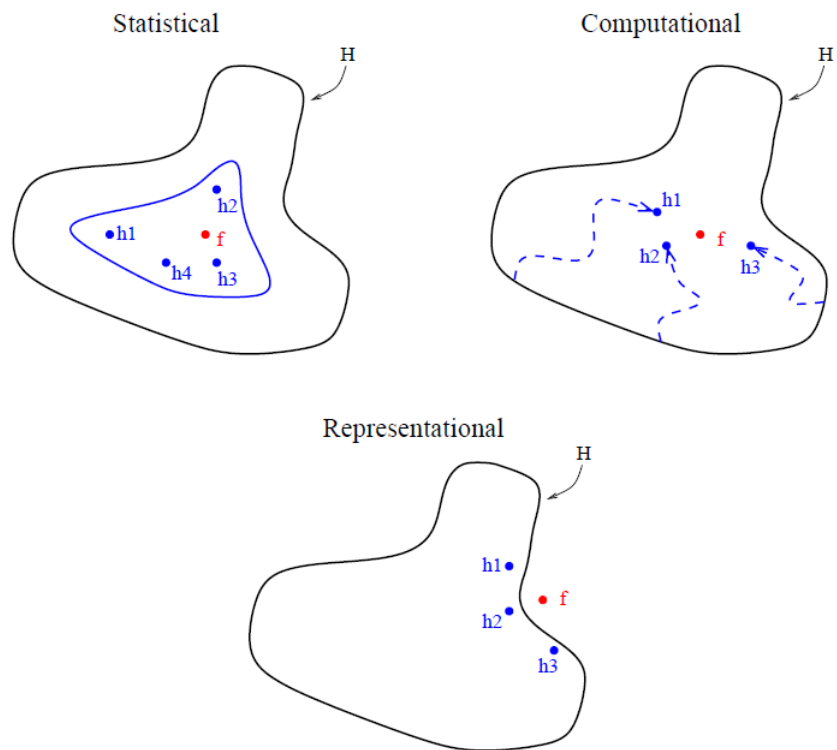 Statistical
H
h2
h1
f
h4
h3
Computational
H
h1
f
h2
h3
Representational
H
h1
f
h2
h3